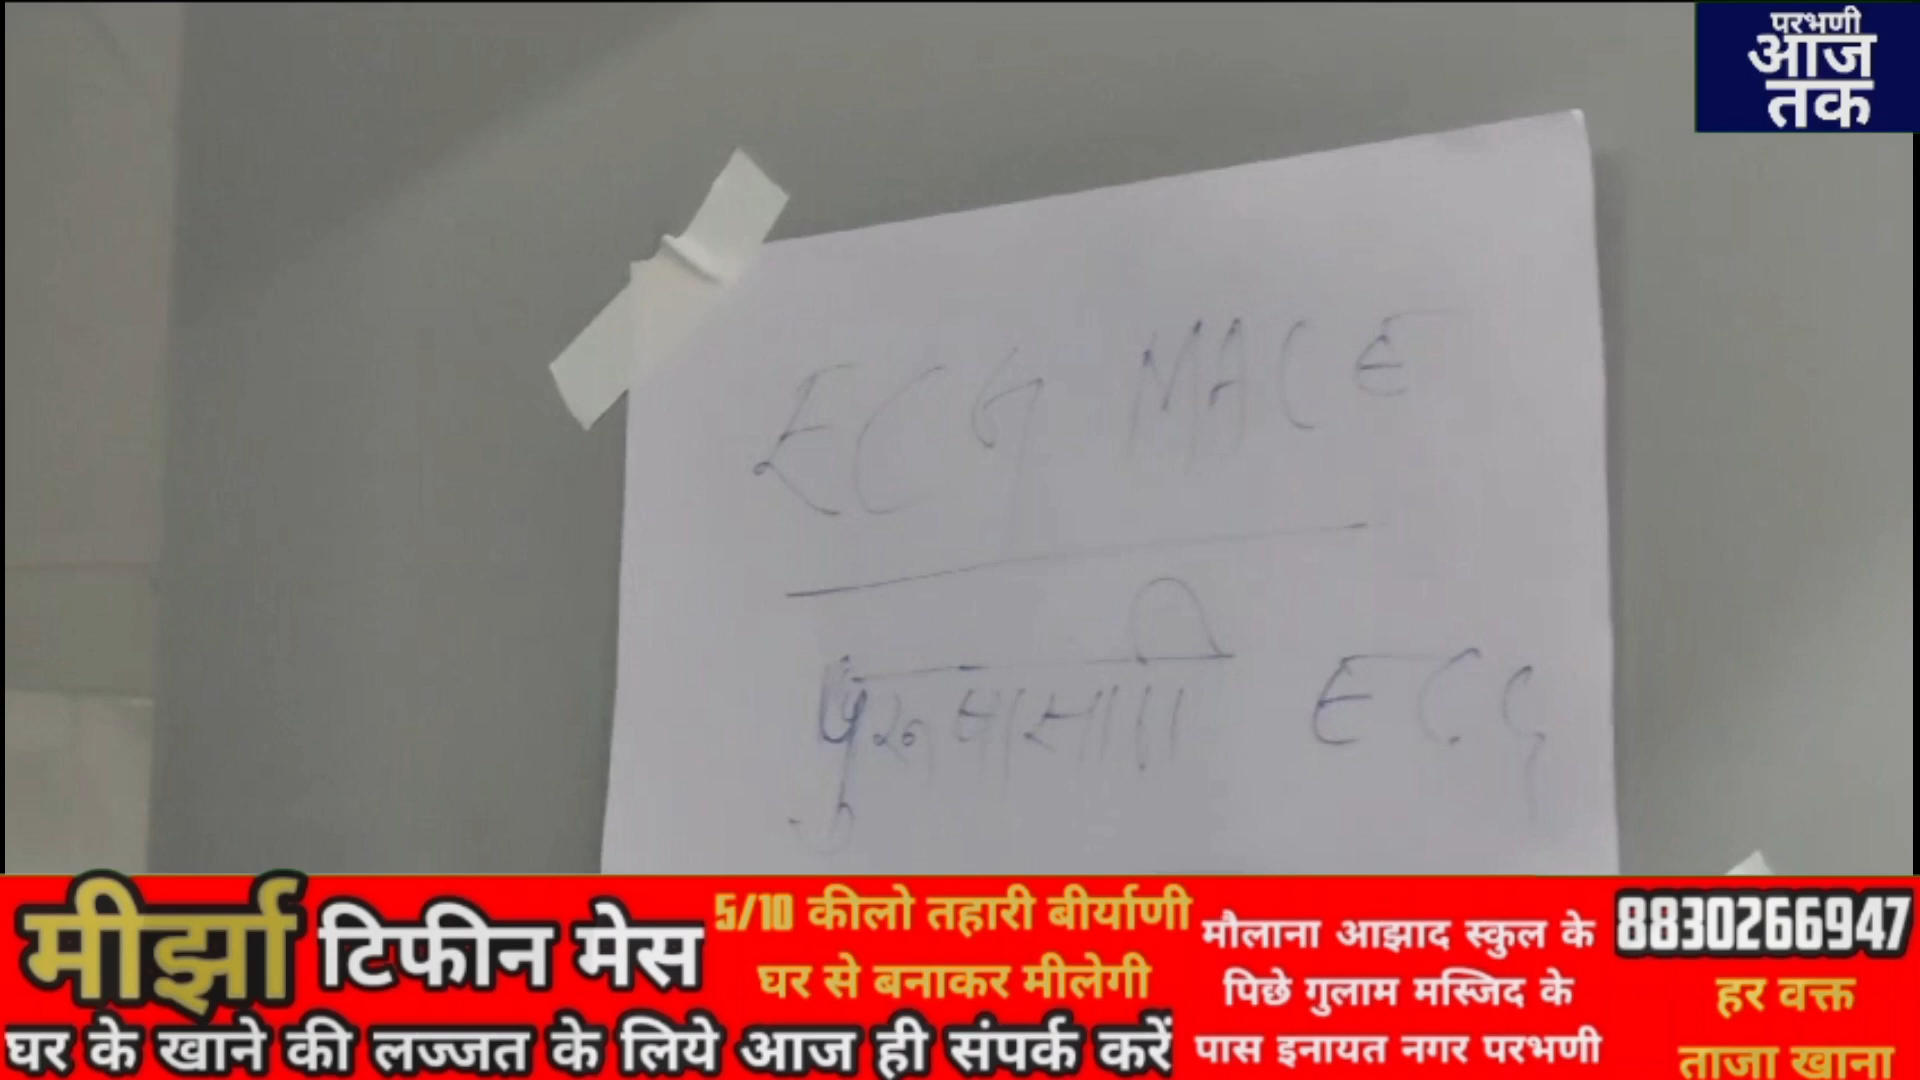 परभणी
आज
तक
ECG MACE
ECG
मीर्झा टिफीन मेस
घर के खाने की लज्जत के लिये आज ही संपर्क करें
5/10 कीलो तहारी बीर्याणी
घर से बनाकर मीलेगी
मौलाना आझाद स्कुल के
पिछे गुलाम मस्जिद के
पास इनायत नगर परभणी
8830266947
हर वक्त
ताजा खाना